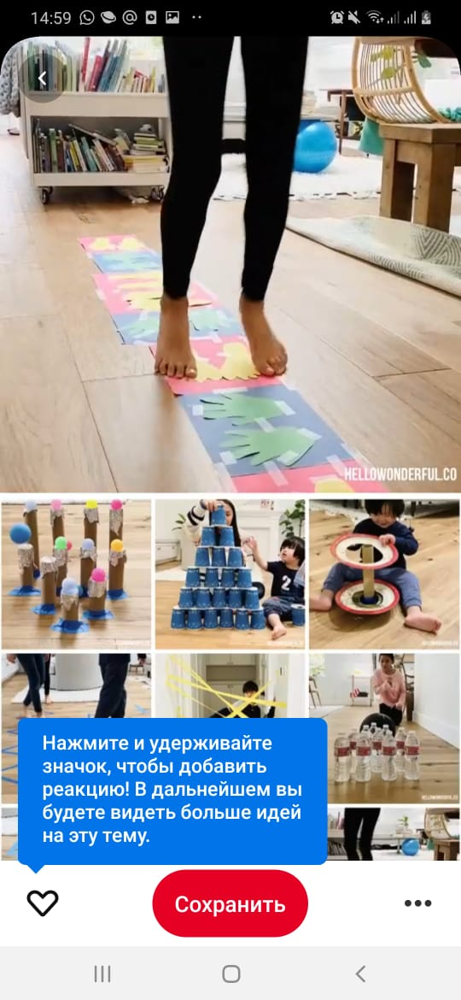 14:59
HELLOWONDERFUL.CO
Нажмите и удерживайте
значок, чтобы добавить
реакцию! В дальнейшем вы
будете видеть больше идей
на эту тему.
Сохранить